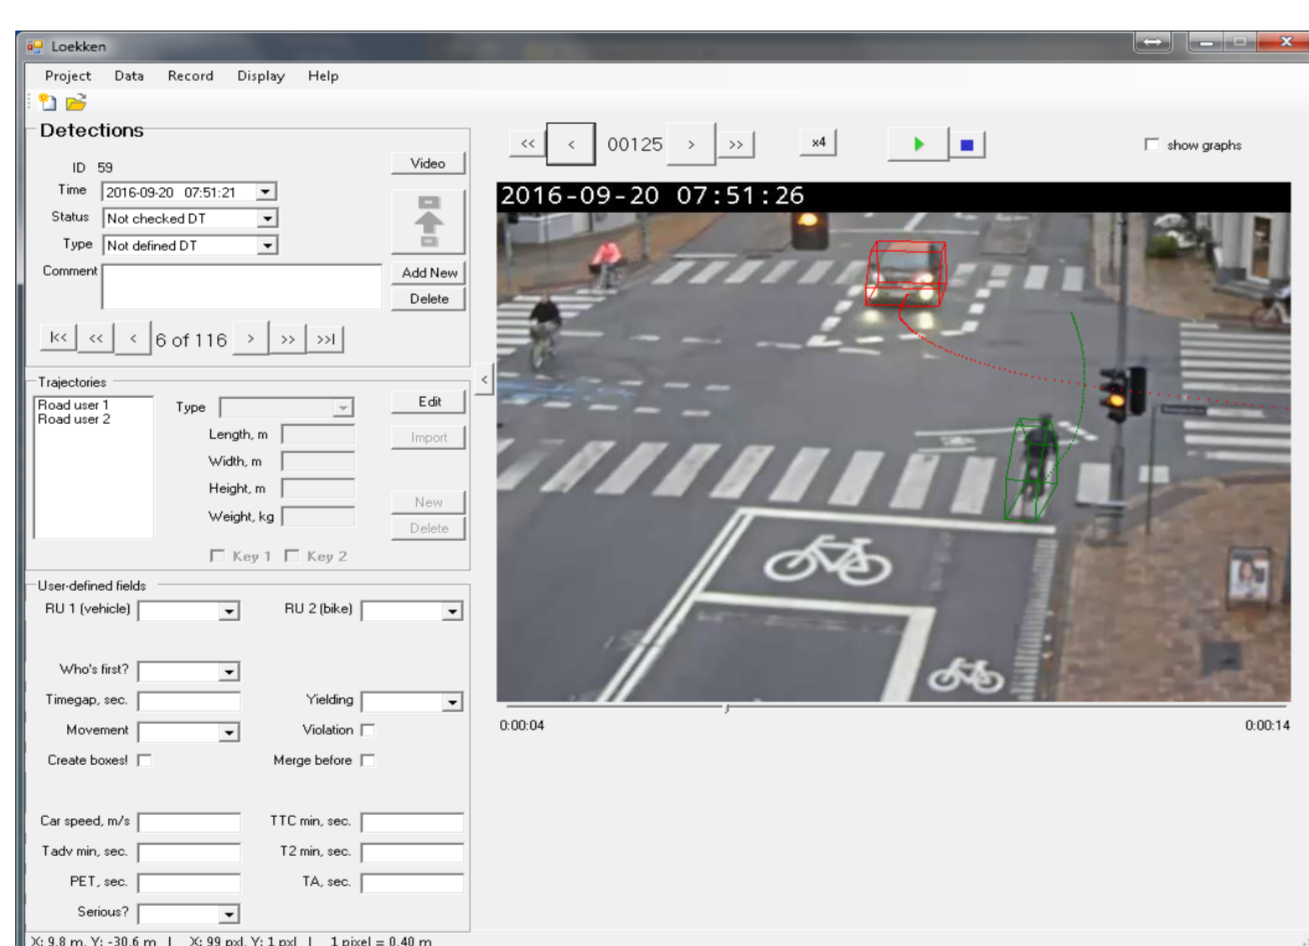 Loekken
Project Data Record Display Help
Detections
ID 59
Video
Time 2016-09-20 07:51:21
Status Not checked DT
Type Not defined DT
Comment
Add New
Delete
|<< << < 6 of 116 > >> >>|
<< < 00125 > >> x4 show graphs
2016-09-20 07:51:26
<
Trajectories
Road user 1
Road user 2
Type
Edit
Length, m
Import
Width, m
Height, m
New
Weight, kg
Delete
Key 1 Key 2
User-defined fields
RU 1 (vehicle) RU 2 (bike)
Who's first?
Timegap, sec. Yielding
Movement Violation
Create boxes! Merge before
0:00:04 0:00:14
Car speed, m/s TTC min, sec.
Tadv min, sec. T2 min, sec.
PET, sec. TA, sec.
Serious?
X: 9.8 m, Y: -30.6 m | X: 99 pxl, Y: 1 pxl | 1 pixel = 0.40 m